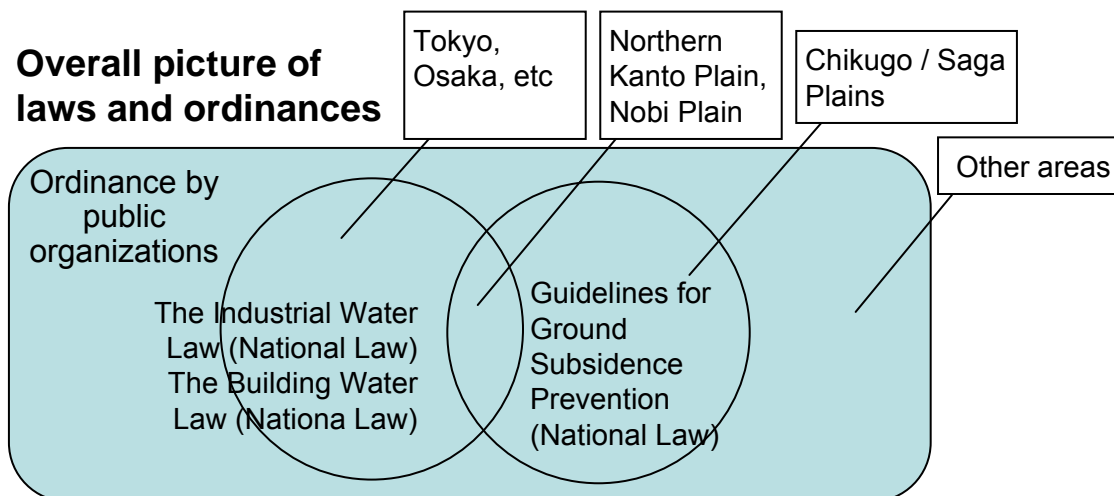 Overall picture of
laws and ordinances
Tokyo,
Osaka, etc
Northern
Kanto Plain,
Nobi Plain
Chikugo / Saga
Plains
Other areas
Ordinance by
public
organizations
The Industrial Water
Law (National Law)
The Building Water
Law (Nationa Law)
Guidelines for
Ground
Subsidence
Prevention
(National Law)